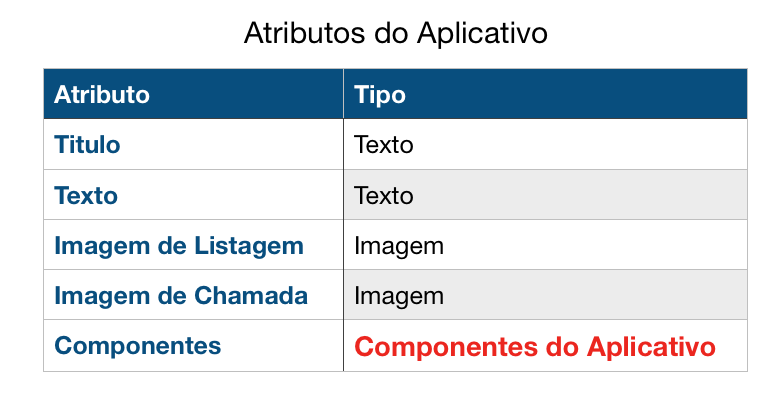 Atributos do Aplicativo
Atributo Tipo
Titulo Texto
Texto Texto
Imagem de Listagem Imagem
Imagem de Chamada Imagem
Componentes Componentes do Aplicativo